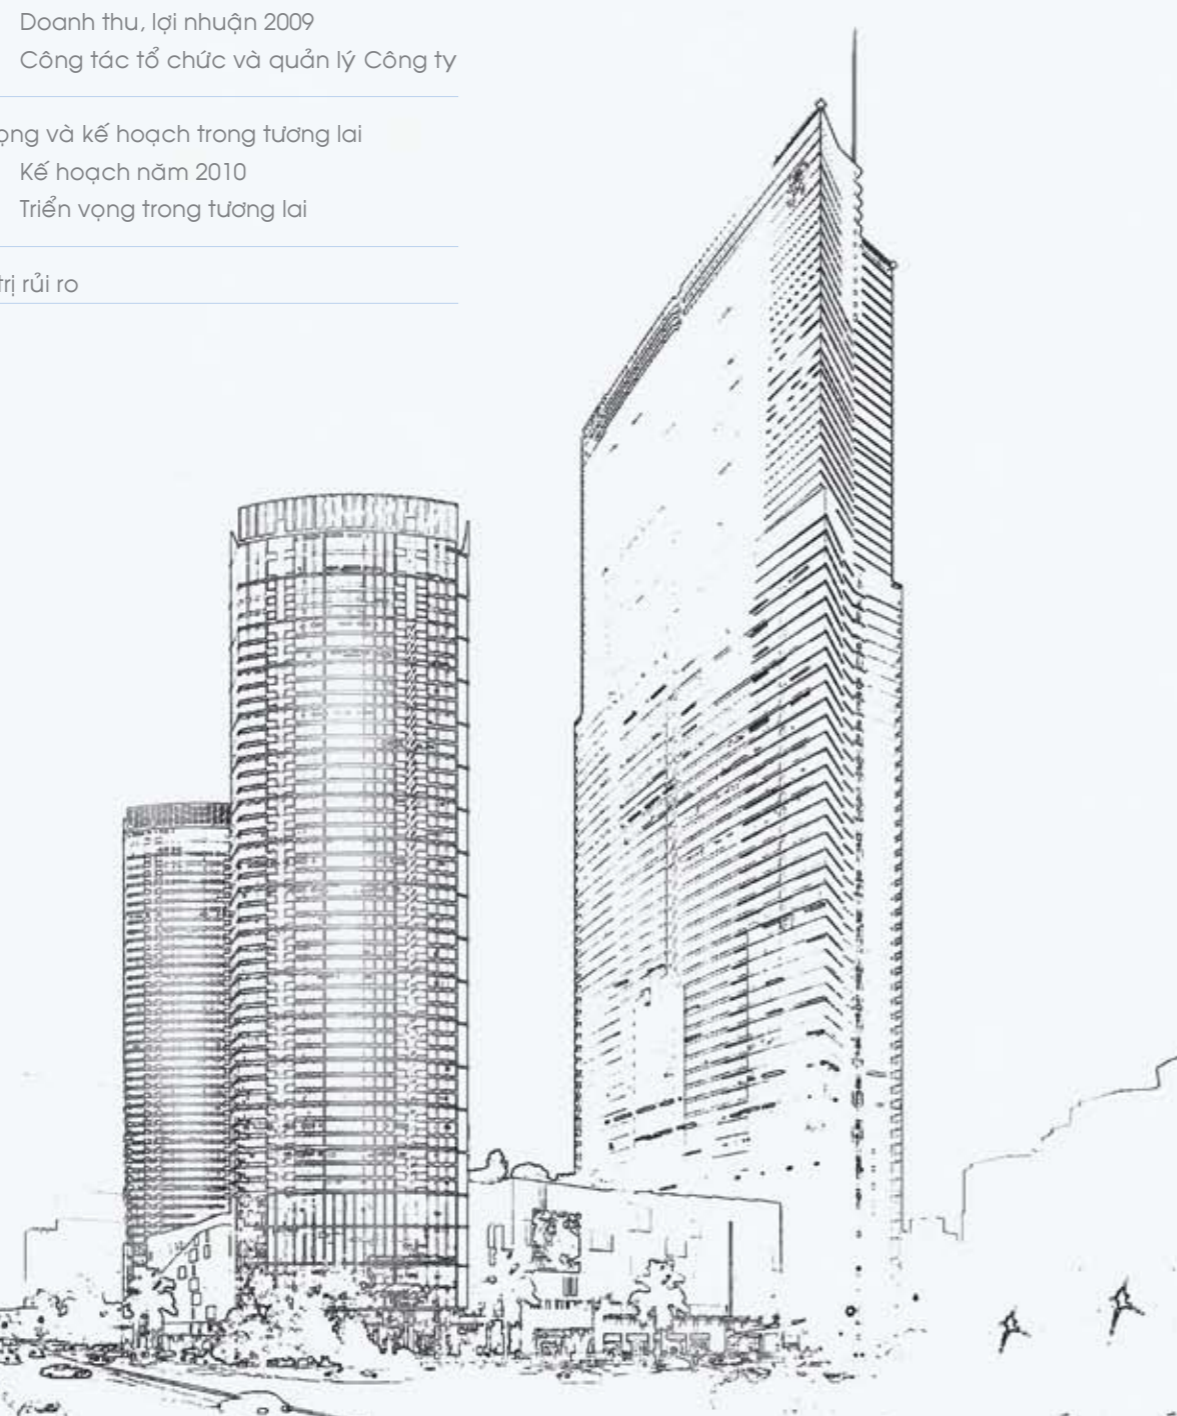 Doanh thu, lợi nhuận 2009
Công tác tổ chức và quản lý Công ty
và kế hoạch trong tương lai
Kế hoạch năm 2010
Triển vọng trong tương lai
trị rủi ro